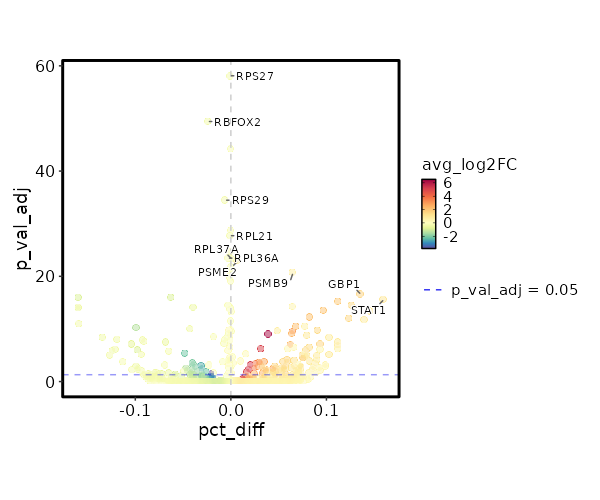 60
40
20
0
p_val_adj
RPS27
RBFOX2
RPS29
RPL21
RPL37A
RPL36A
PSME2
PSMB9
GBP1
STAT1
-0.1
0.0
0.1
pct_diff
avg_log2FC
6
4
2
0
-2
p_val_adj = 0.05